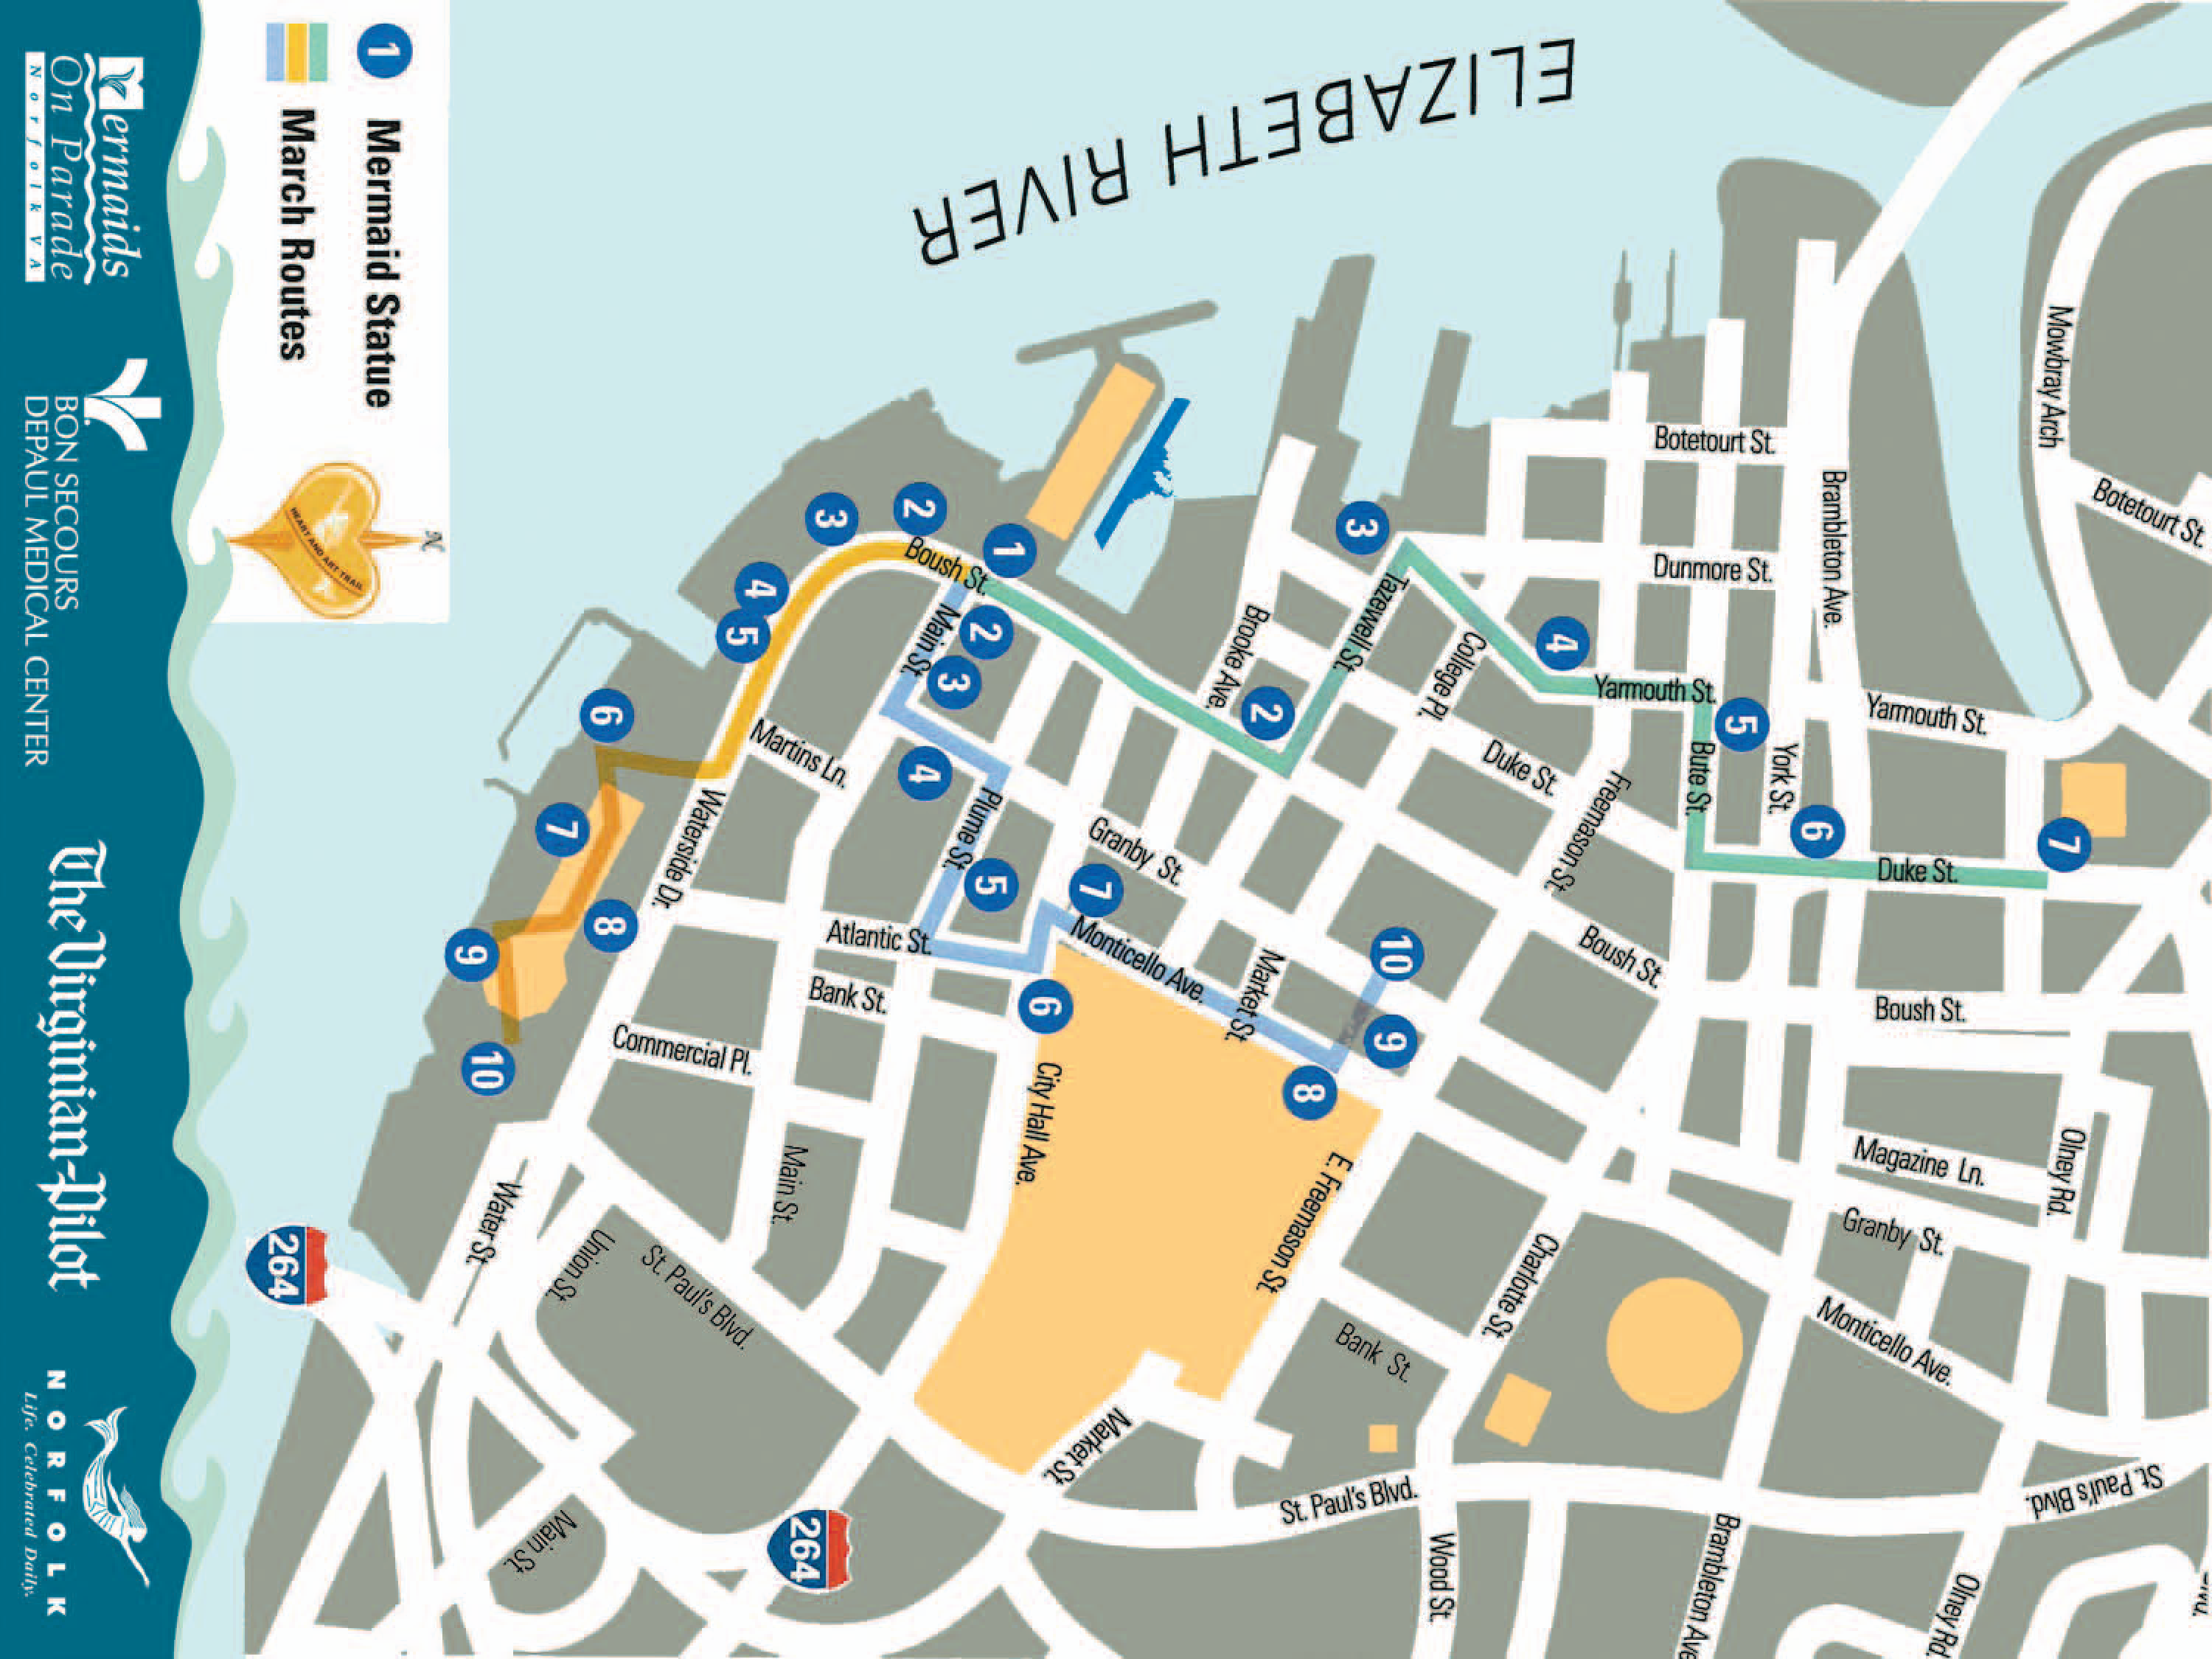 Mermaids
On Parade
Norfolk VA
BON SECOURS
DEPAUL MEDICAL CENTER
The Virginian-Pilot
NORFOLK
Life. Celebrated Daily.
1 Mermaid Statue
March Routes
N
HEART AND ART TRAIL
ELIZABETH RIVER
Mowbray Arch
Botetourt St.
Botetourt St.
Brambleton Ave.
Dunmore St.
Yarmouth St.
Yarmouth St.
York St.
Bute St.
Duke St.
Duke St.
Freemason St.
College Pl.
Tazewell St.
Brooke Ave.
Boush St.
Boush St.
Boush St.
Main St.
Martins Ln.
Plume St.
Granby St.
Waterside Dr.
Atlantic St.
Bank St.
Monticello Ave.
Market St.
Commercial Pl.
City Hall Ave.
Main St.
E. Freemason St.
Magazine Ln.
Olney Rd.
Granby St.
Charlotte St.
Monticello Ave.
Bank St.
Water St.
Union St.
St. Paul's Blvd.
Market St.
St. Paul's Blvd.
St. Paul's Blvd.
Main St.
Wood St.
Brambleton Ave
Olney Rd.
264
264
1
2
3
4
5
6
7
8
9
10
2
3
4
5
6
7
8
9
10
2
3
4
5
6
7